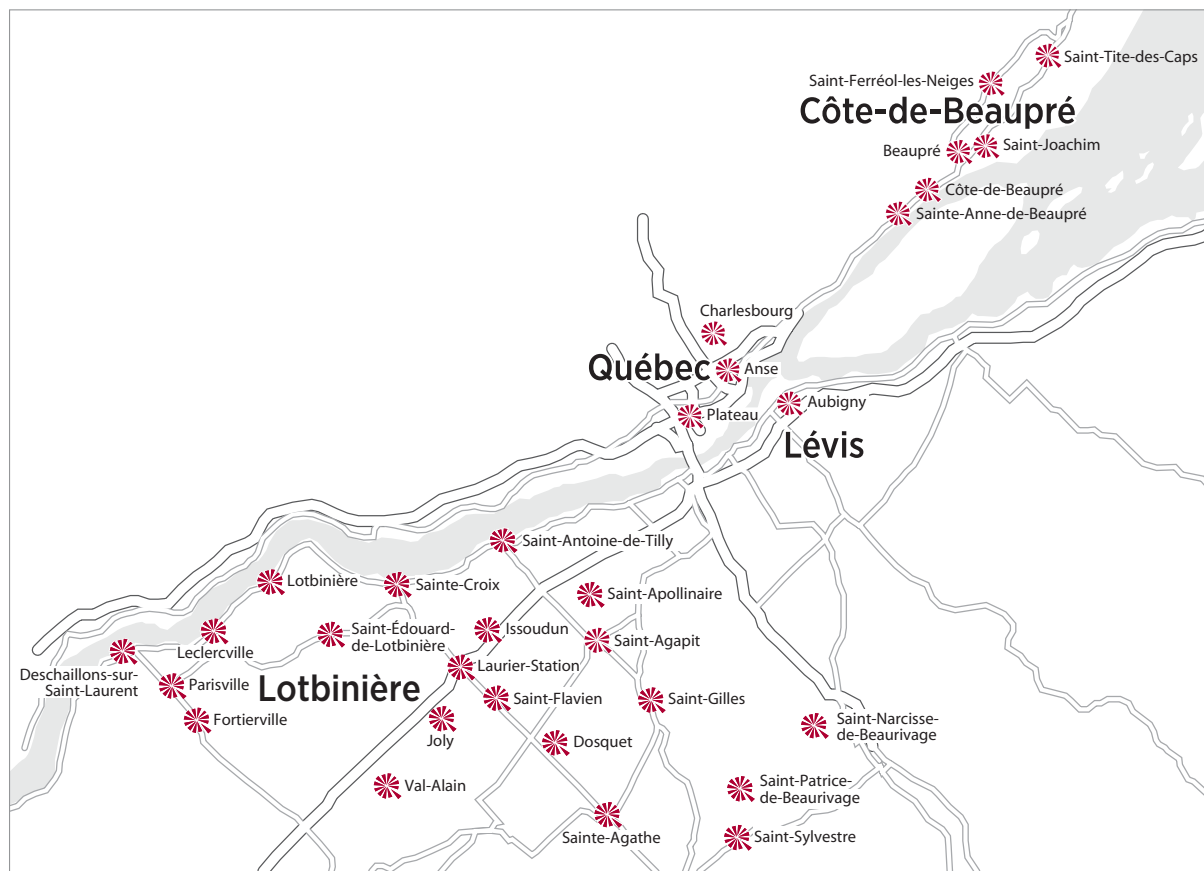 Saint-Tite-des-Caps
Saint-Ferréol-les-Neiges
Côte-de-Beaupré
Saint-Joachim
Beaupré
Côte-de-Beaupré
Sainte-Anne-de-Beaupré
Charlesbourg
Québec
Anse
Aubigny
Plateau
Lévis
Saint-Antoine-de-Tilly
Lotbinière
Sainte-Croix
Saint-Apollinaire
Saint-Édouard-
de-Lotbinière
Issoudun
Saint-Agapit
Leclercville
Laurier-Station
Deschaillons-sur-
Saint-Laurent
Parisville
Lotbinière
Saint-Flavien
Saint-Gilles
Fortierville
Joly
Dosquet
Saint-Narcisse-
de-Beaurivage
Val-Alain
Saint-Patrice-
de-Beaurivage
Sainte-Agathe
Saint-Sylvestre